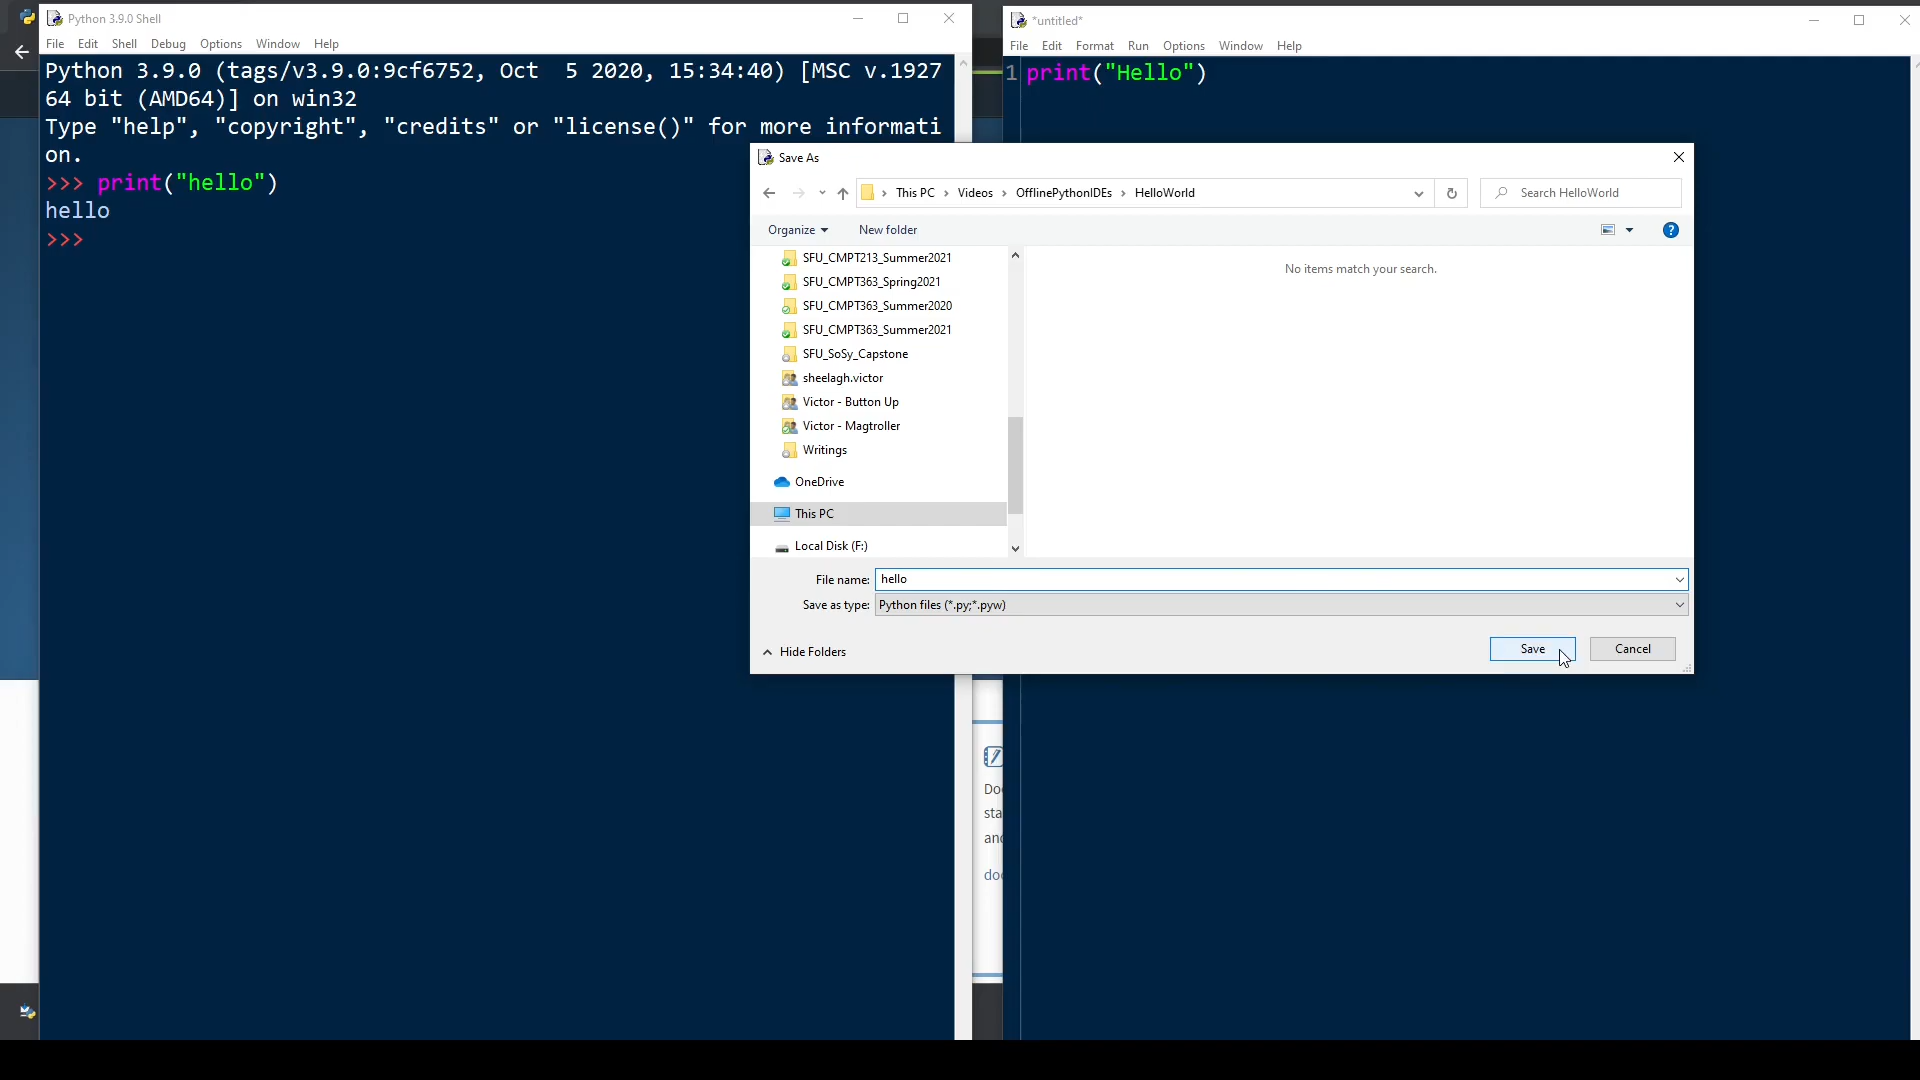 Python 3.9.0 Shell
File Edit Shell Debug Options Window Help
Python 3.9.0 (tags/v3.9.0:9cf6752, Oct  5 2020, 15:34:40) [MSC v.1927
64 bit (AMD64)] on win32
Type "help", "copyright", "credits" or "license()" for more informati
on.
>>> print("hello")
hello
>>>
*untitled*
File Edit Format Run Options Window Help
1 print("Hello")
Save As
This PC > Videos > OfflinePythonIDEs > HelloWorld
Search HelloWorld
Organize New folder
SFU_CMPT213_Summer2021
SFU_CMPT363_Spring2021
SFU_CMPT363_Summer2020
SFU_CMPT363_Summer2021
SFU_SoSy_Capstone
sheelagh.victor
Victor - Button Up
Victor - Magtroller
Writings
OneDrive
This PC
Local Disk (F:)
No items match your search.
File name: hello
Save as type: Python files (*.py;*.pyw)
Hide Folders
Save Cancel